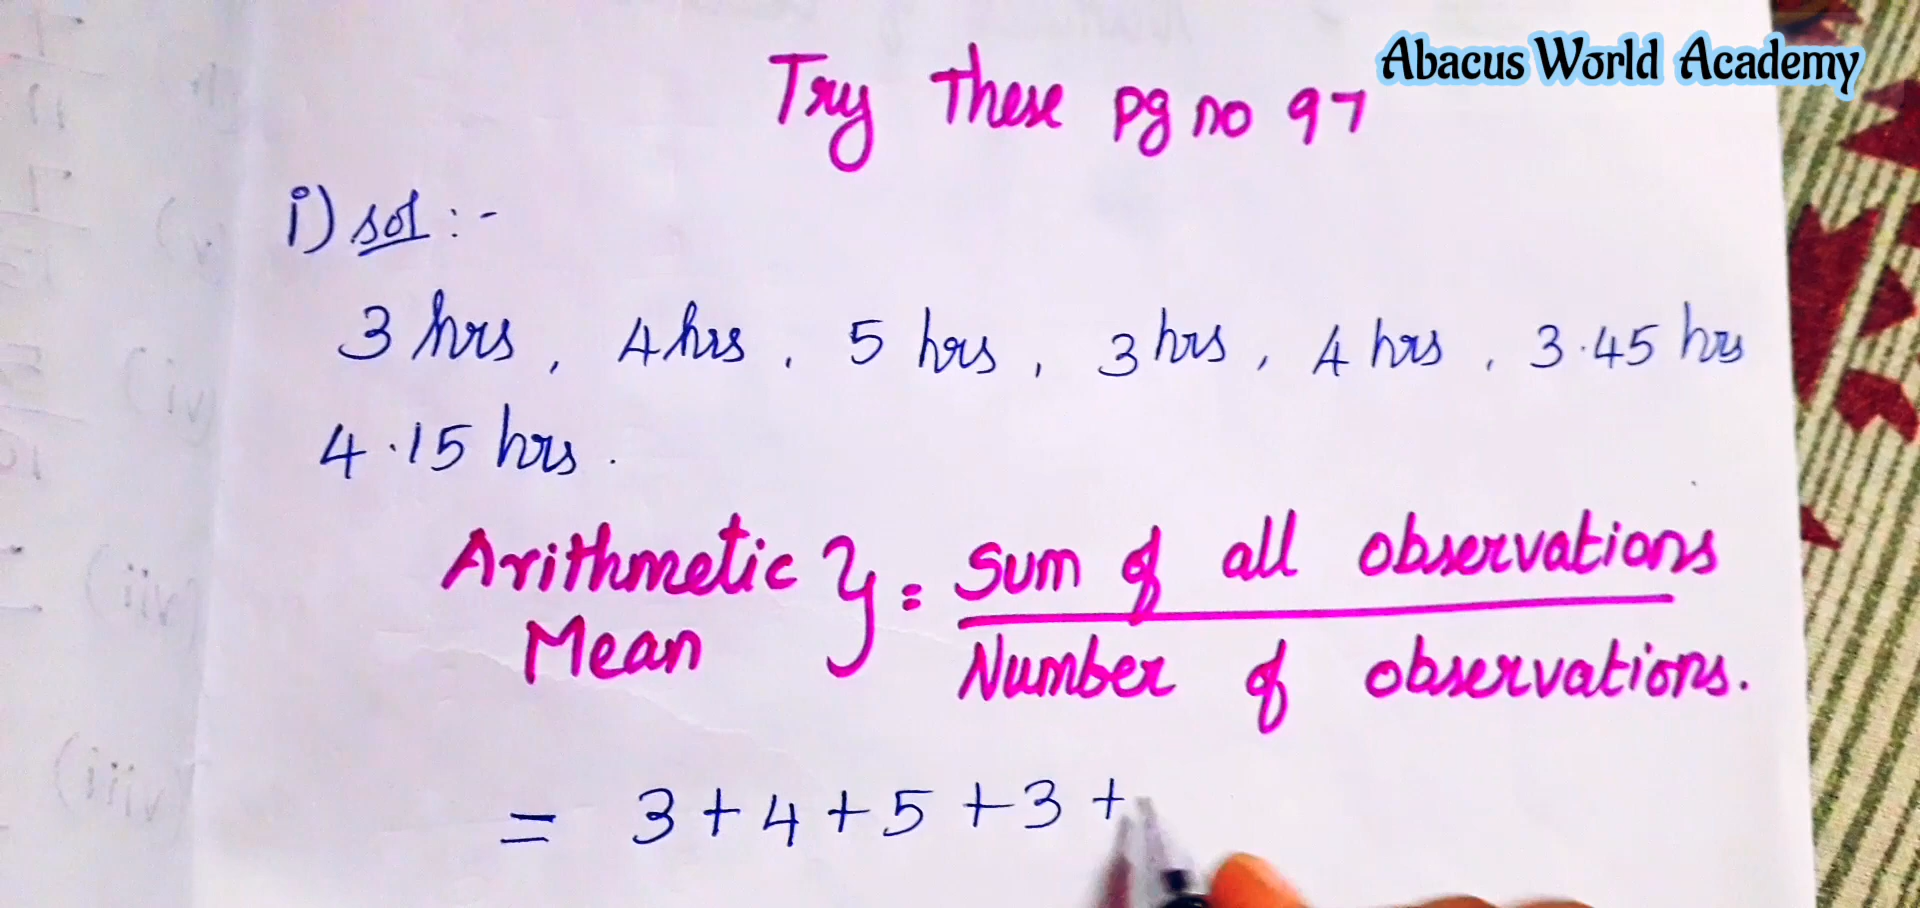 Abacus World Academy
Try These pg no 97
i) sol:-
3 hrs, 4 hrs, 5 hrs, 3 hrs, 4 hrs, 3.45 hrs
4.15 hrs.
Arithmetic Mean } = Sum of all observations
Number of observations.
= 3 + 4 + 5 + 3 +